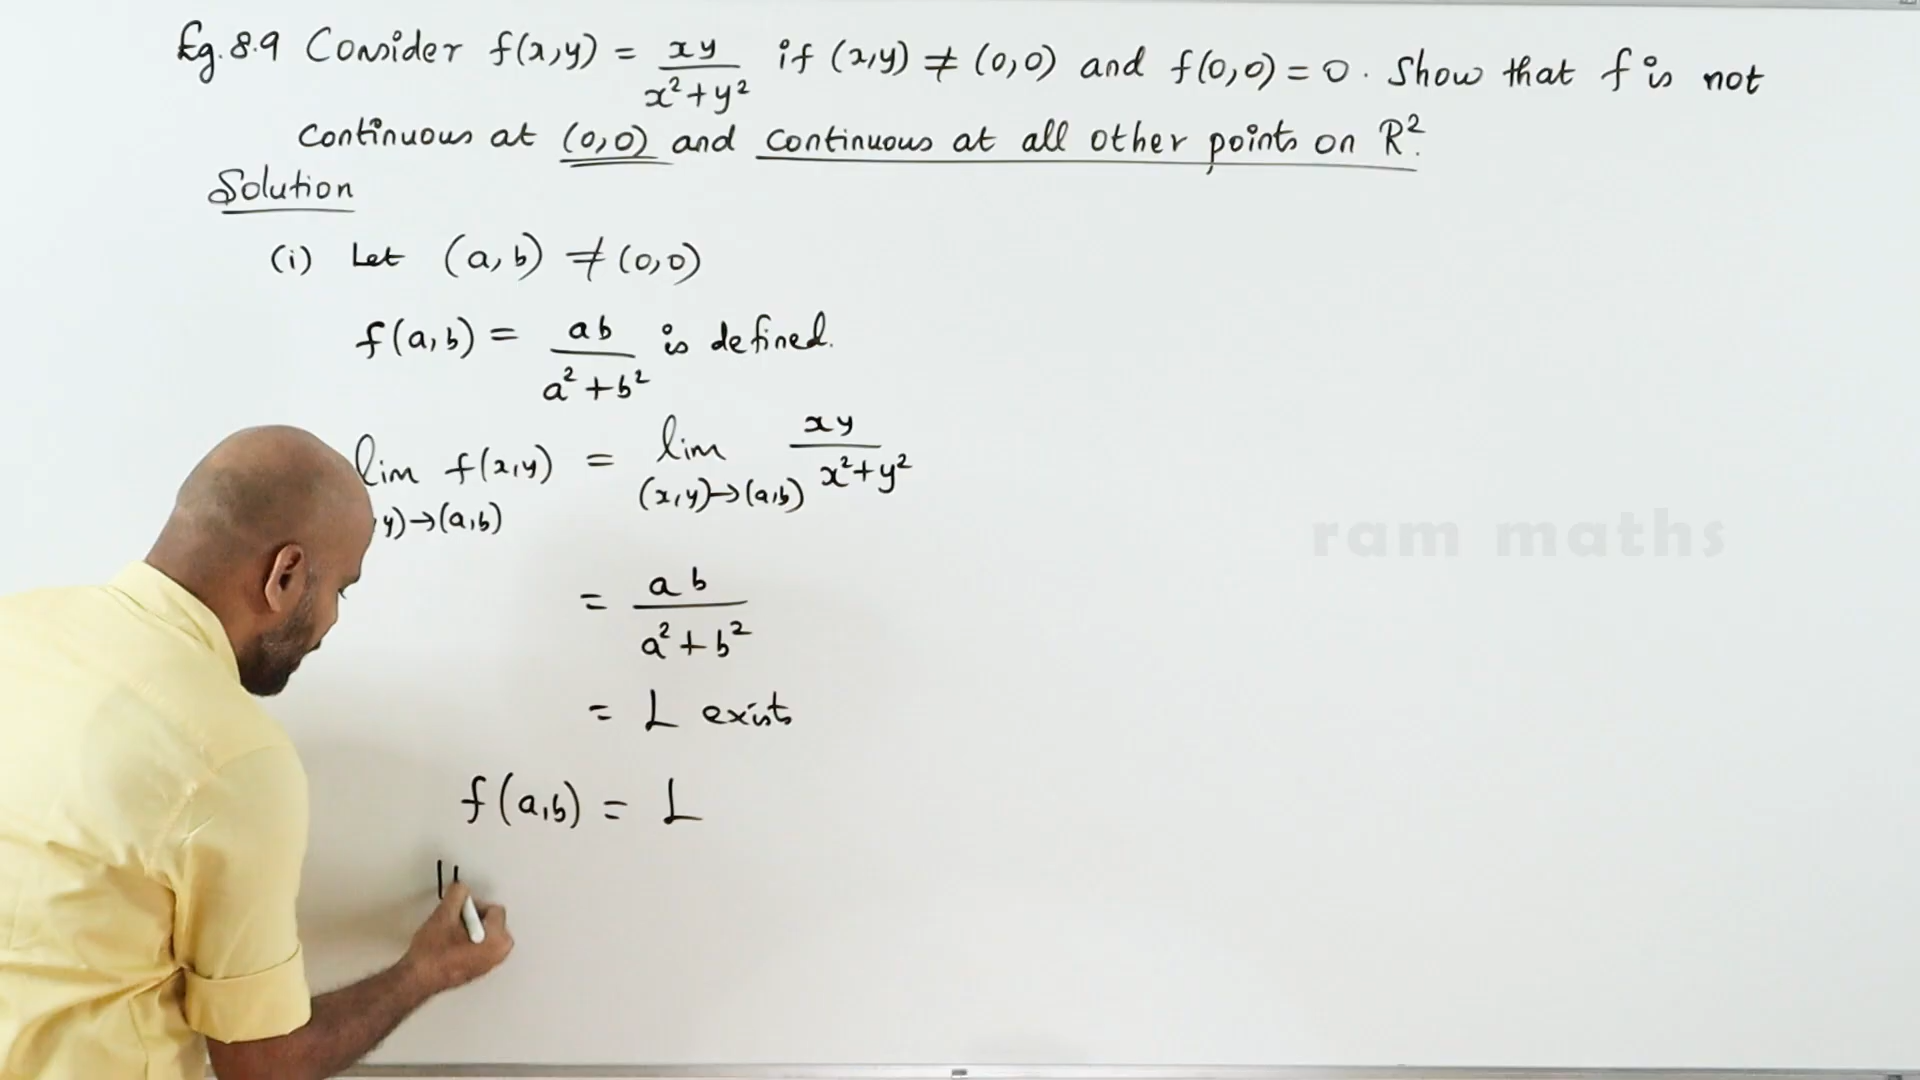 Eg. 8.9 Consider f(x,y) = xy / x²+y² if (x,y) ≠ (0,0) and f(0,0) = 0. Show that f is not
continuous at (0,0) and continuous at all other points on R².
Solution
(i) Let (a, b) ≠ (0,0)
f(a,b) = ab / a²+b² is defined.
lim f(x,y) = lim xy / x²+y²
y)→(a,b) (x,y)→(a,b)
ram maths
= ab / a²+b²
= L exists
f(a,b) = L